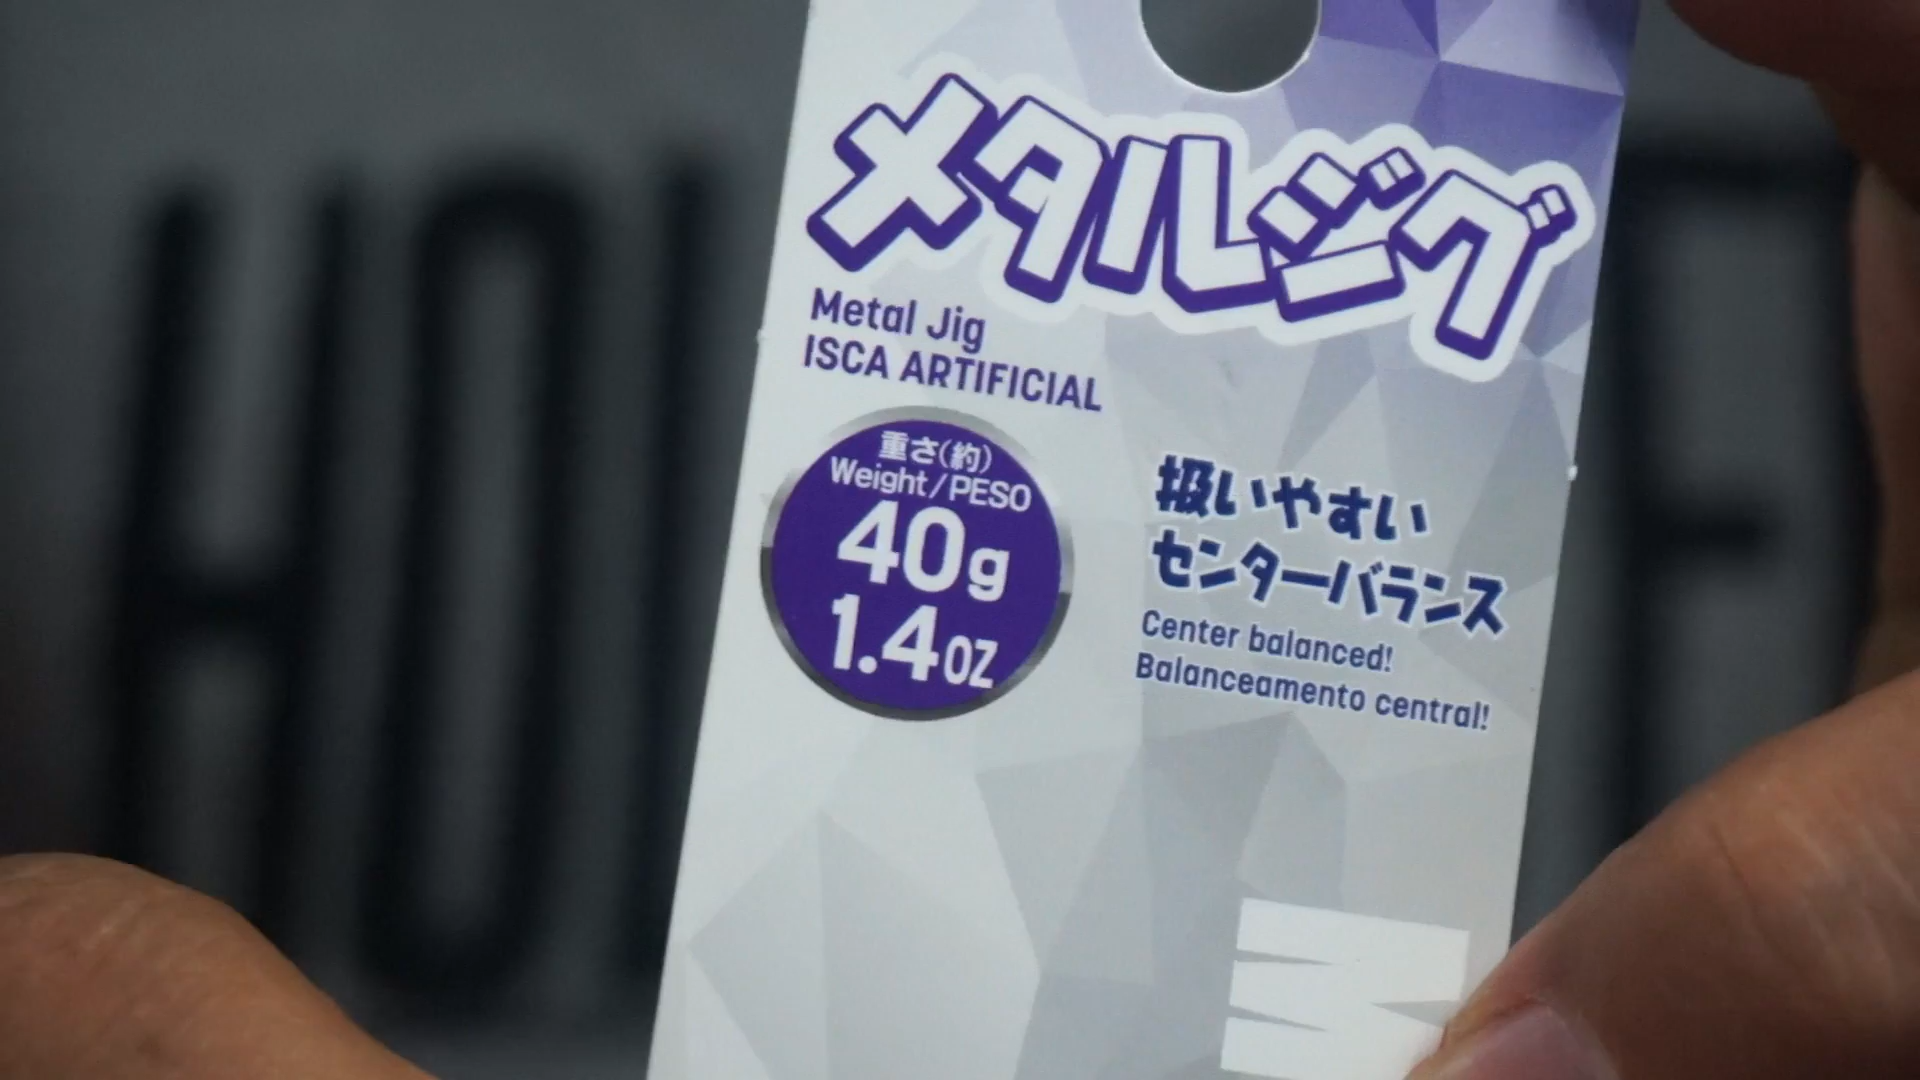 メタルジグ
Metal Jig
ISCA ARTIFICIAL
重さ(約)
Weight/PESO
40g
1.4OZ
扱いやすい
センターバランス
Center balanced!
Balanceamento central!